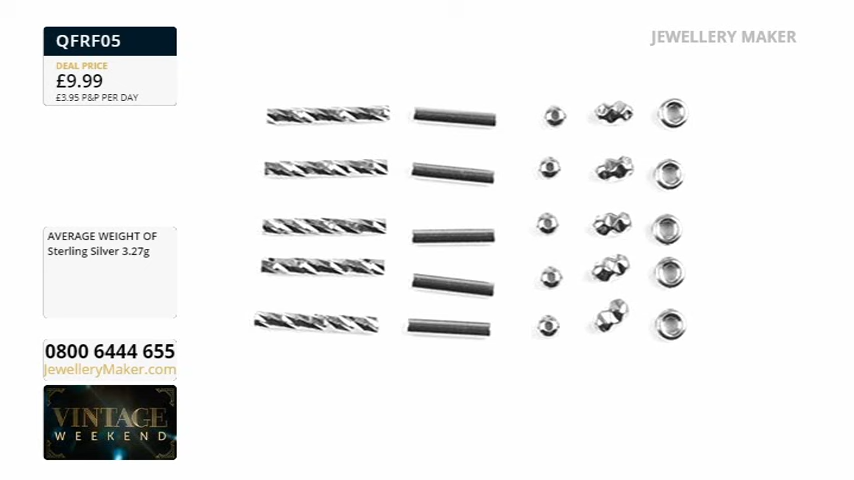 QFRF05
DEAL PRICE
£9.99
£3.95 P&P PER DAY
JEWELLERY MAKER
AVERAGE WEIGHT OF
Sterling Silver 3.27g
0800 6444 655
JewelleryMaker.com
VINTAGE
WEEKEND